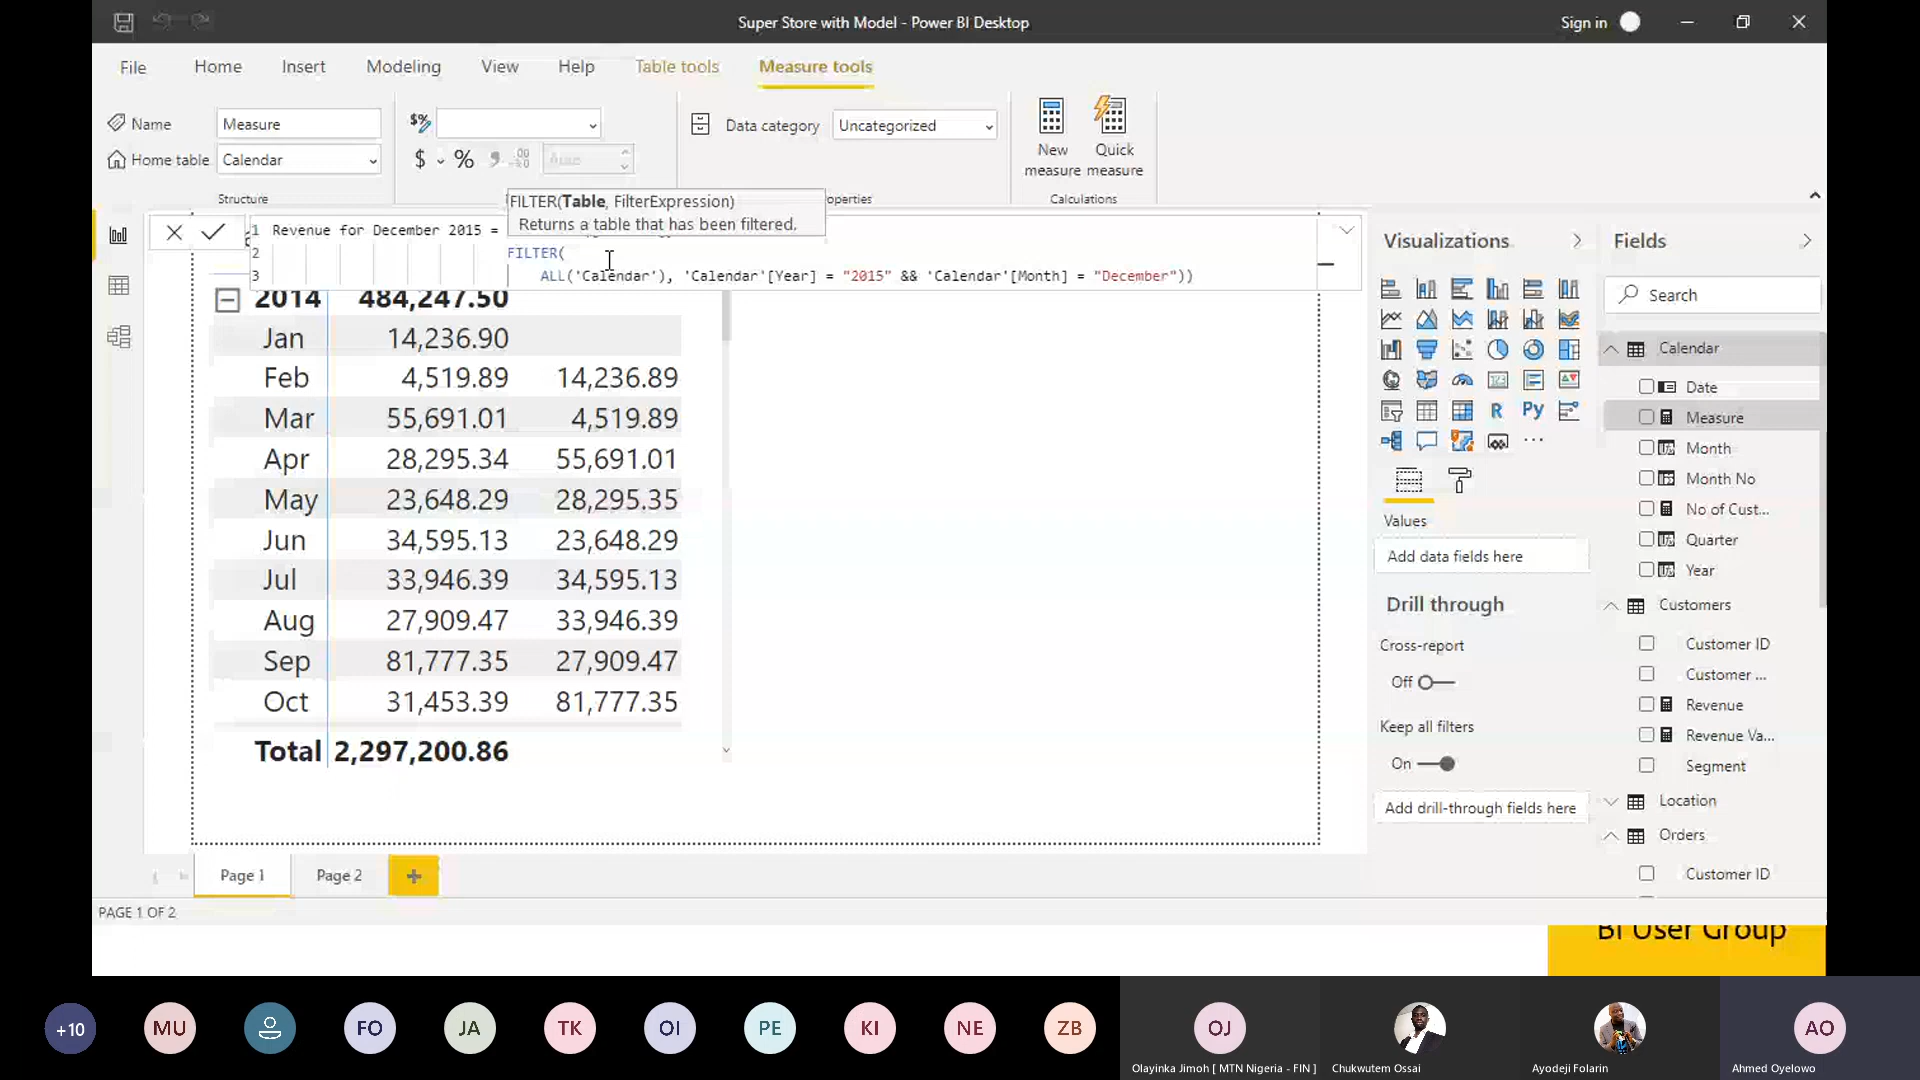 Super Store with Model - Power BI Desktop
Sign in
File Home Insert Modeling View Help Table tools Measure tools
Name Measure
Home table Calendar
Structure
$%
$ %
Auto
Data category Uncategorized
New measure
Quick measure
Calculations
FILTER(Table, FilterExpression)
Returns a table that has been filtered.
1 Revenue for December 2015 =
2 FILTER(
3 ALL('Calendar'), 'Calendar'[Year] = "2015" && 'Calendar'[Month] = "December"))
2014 484,247.50
Jan 14,236.90
Feb 4,519.89 14,236.89
Mar 55,691.01 4,519.89
Apr 28,295.34 55,691.01
May 23,648.29 28,295.35
Jun 34,595.13 23,648.29
Jul 33,946.39 34,595.13
Aug 27,909.47 33,946.39
Sep 81,777.35 27,909.47
Oct 31,453.39 81,777.35
Total 2,297,200.86
Visualizations
R
Py
Values
Add data fields here
Drill through
Cross-report
Off
Keep all filters
On
Add drill-through fields here
Fields
Search
Calendar
Date
Measure
Month
Month No
No of Cust...
Quarter
Year
Customers
Customer ID
Customer ...
Revenue
Revenue Va...
Segment
Location
Orders
Customer ID
Page 1 Page 2 +
PAGE 1 OF 2
BI User Group
+10 MU FO JA TK OI PE KI NE ZB OJ AO
Olayinka Jimoh [ MTN Nigeria - FIN ] Chukwutem Ossai Ayodeji Folarin Ahmed Oyelowo